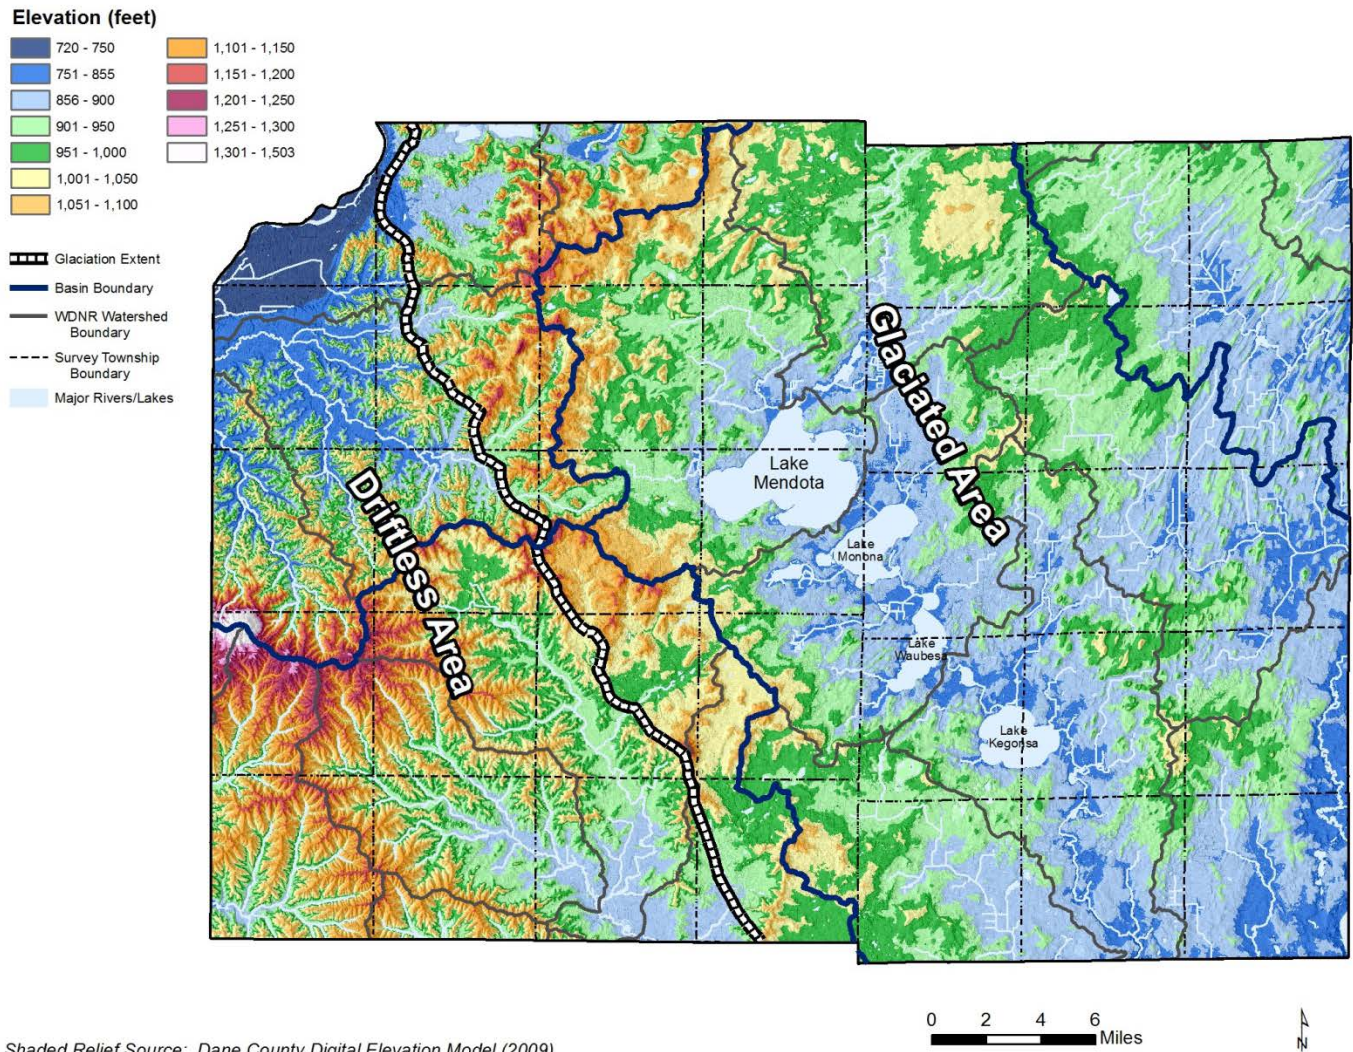 Elevation (feet)
720 - 750
751 - 855
856 - 900
901 - 950
951 - 1,000
1,001 - 1,050
1,051 - 1,100
1,101 - 1,150
1,151 - 1,200
1,201 - 1,250
1,251 - 1,300
1,301 - 1,503
Glaciation Extent
Basin Boundary
WDNR Watershed
Boundary
Survey Township
Boundary
Major Rivers/Lakes
Driftless Area
Glaciated Area
Lake
Mendota
Lake
Monona
Lake
Waubesa
Lake
Kegonsa
0 2 4 6
Miles
N
Shaded Relief Source: Dane County Digital Elevation Model (2009)